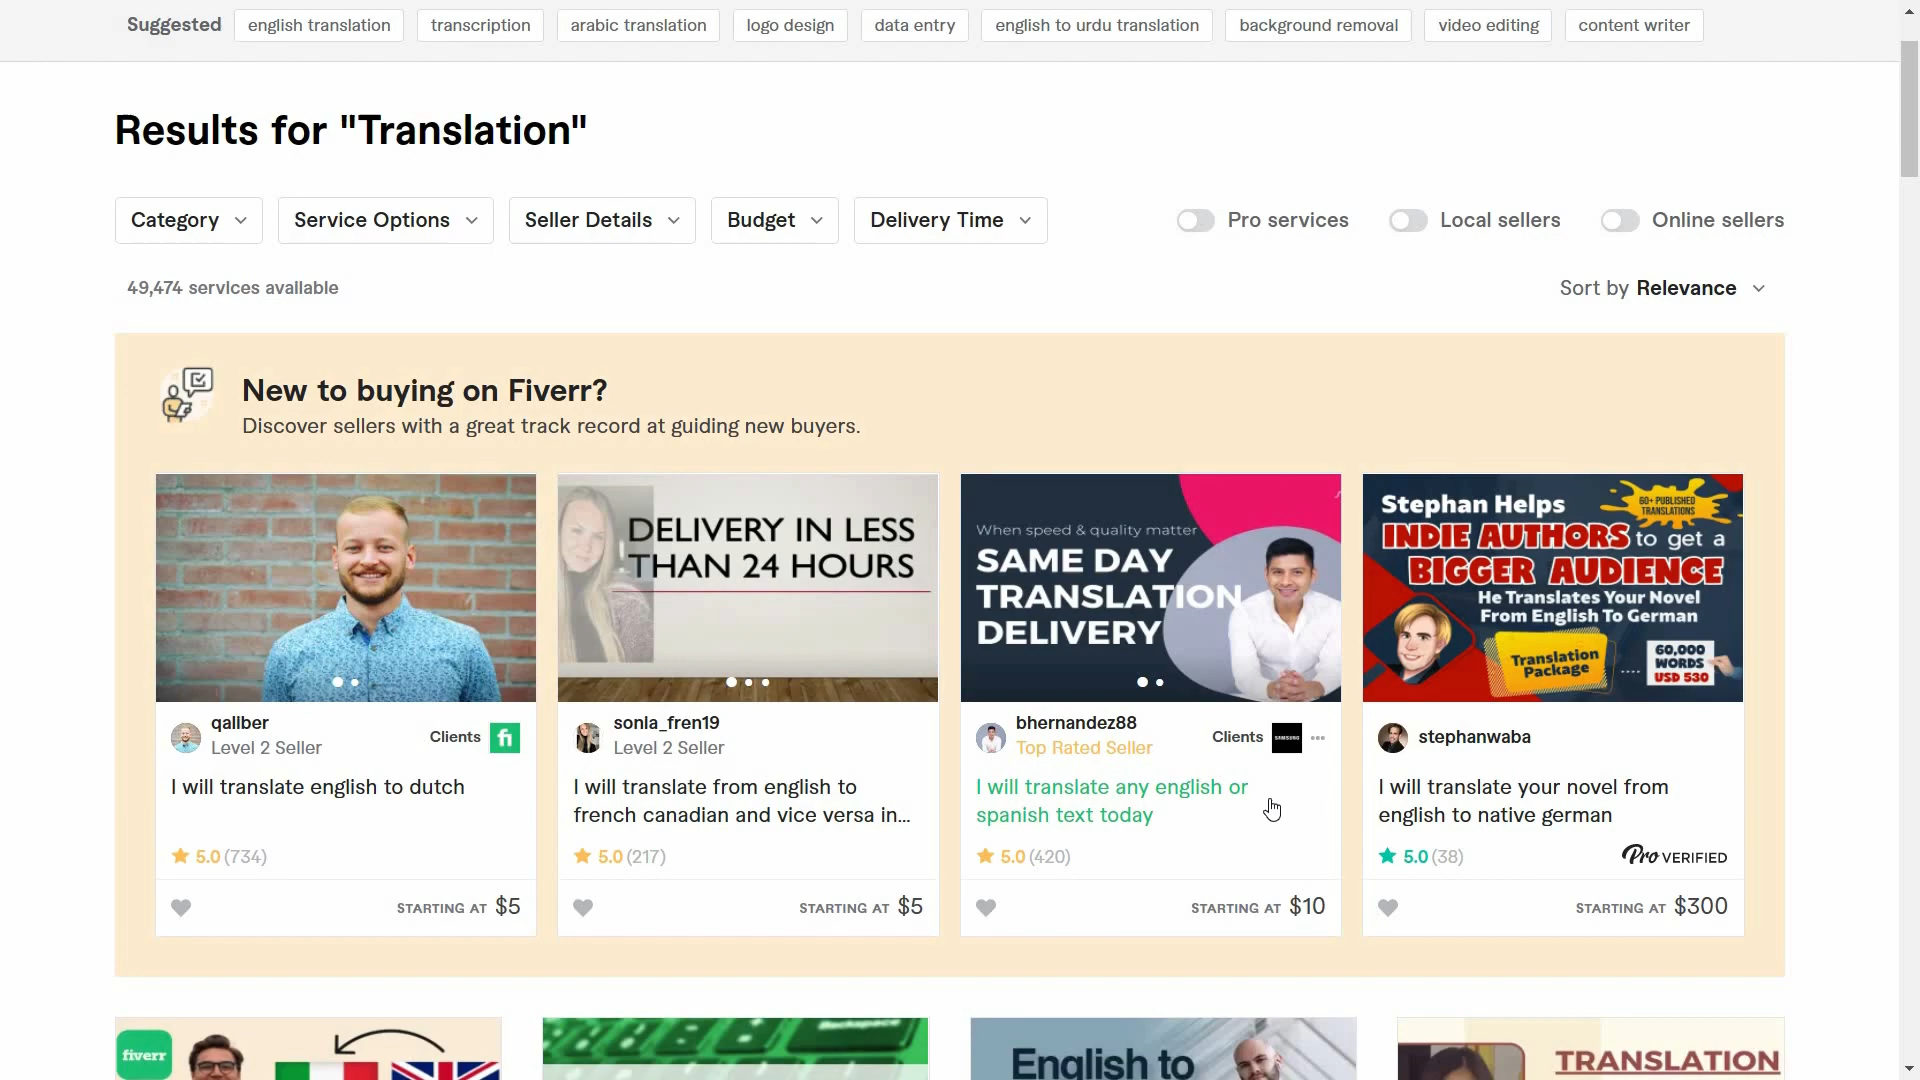 Suggested
english translation
transcription
arabic translation
logo design
data entry
english to urdu translation
background removal
video editing
content writer
Results for "Translation"
Category
Service Options
Seller Details
Budget
Delivery Time
Pro services
Local sellers
Online sellers
49,474 services available
Sort by Relevance
New to buying on Fiverr?
Discover sellers with a great track record at guiding new buyers.
qallber
Level 2 Seller
Clients
fi
I will translate english to dutch
5.0 (734)
STARTING AT $5
DELIVERY IN LESS
THAN 24 HOURS
sonla_fren19
Level 2 Seller
I will translate from english to
french canadian and vice versa in...
5.0 (217)
STARTING AT $5
When speed & quality matter
SAME DAY
TRANSLATION
DELIVERY
bhernandez88
Top Rated Seller
Clients
SAMSUNG
I will translate any english or
spanish text today
5.0 (420)
STARTING AT $10
Stephan Helps
60+ PUBLISHED
TRANSLATIONS
INDIE AUTHORS to get a
BIGGER AUDIENCE
He Translates Your Novel
From English To German
Translation
Package
60,000
WORDS
USD 530
stephanwaba
I will translate your novel from
english to native german
5.0 (38)
Pro VERIFIED
STARTING AT $300
fiverr
Backspace
English to
TRANSLATION